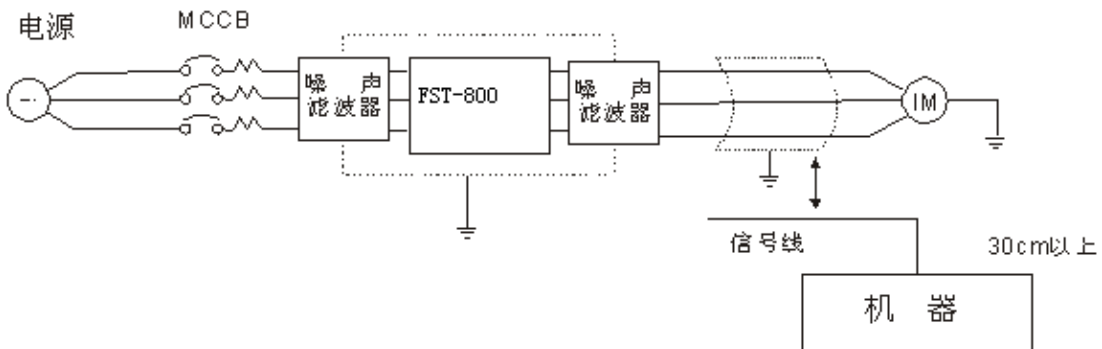 电源
MCCB
噪 声
滤波器
FST-800
噪 声
滤波器
IM
信号线
30cm以上
机 器